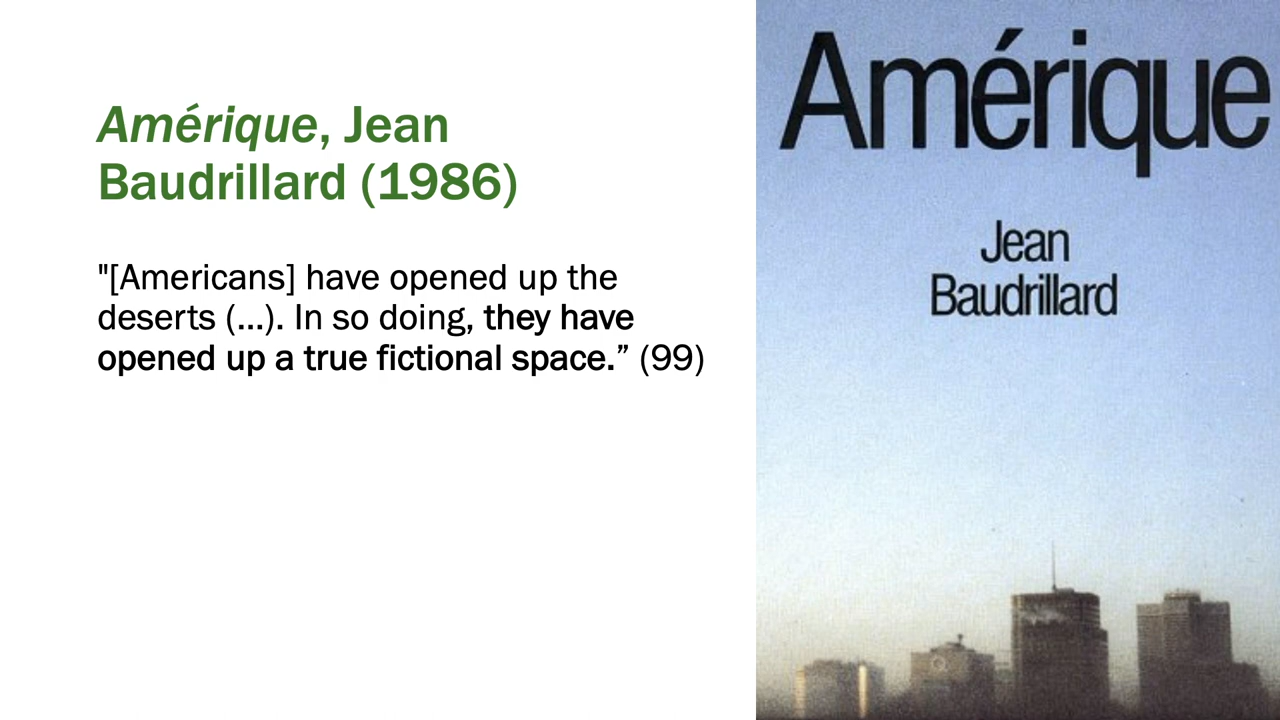 Amérique, Jean
Baudrillard (1986)
"[Americans] have opened up the
deserts (...). In so doing, they have
opened up a true fictional space.” (99)
Amérique
Jean
Baudrillard